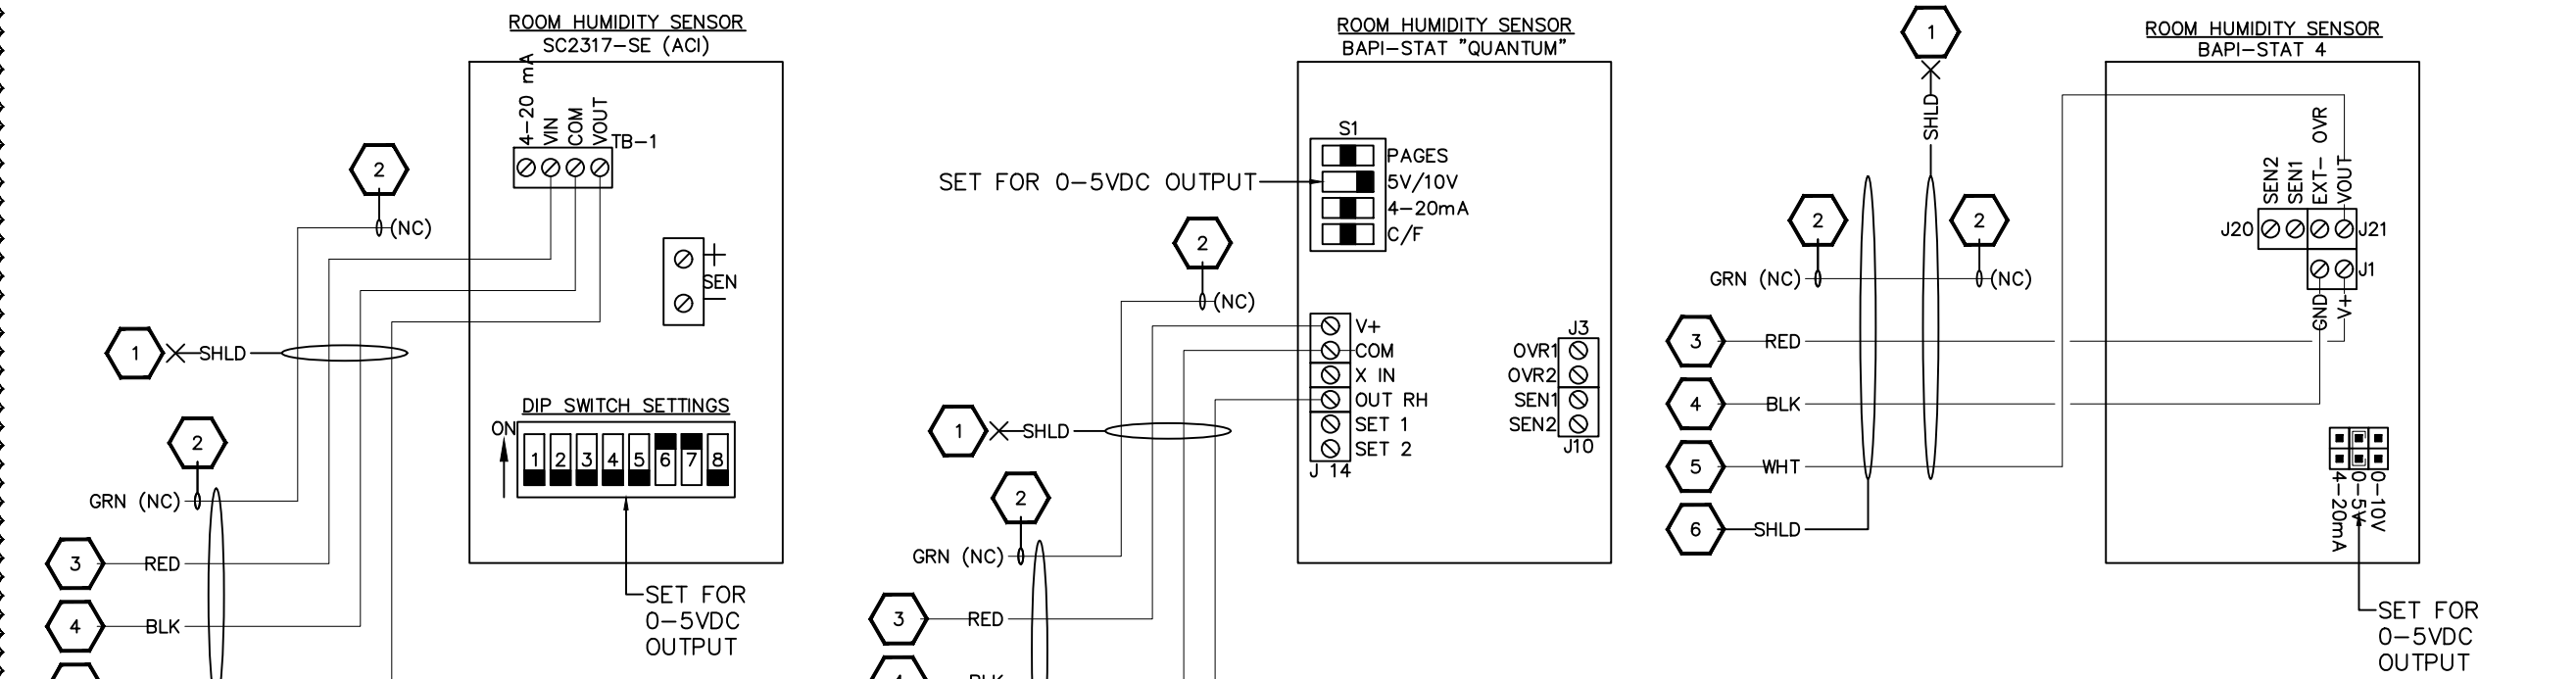 ROOM HUMIDITY SENSOR
SC2317-SE (ACI)
4-20 mA
VIN
COM
VOUT
TB-1
2
(NC)
+
SEN
-
1
SHLD
DIP SWITCH SETTINGS
ON
1 2 3 4 5 6 7 8
2
GRN (NC)
3
RED
4
BLK
SET FOR
0-5VDC
OUTPUT
ROOM HUMIDITY SENSOR
BAPI-STAT "QUANTUM"
S1
PAGES
5V/10V
4-20mA
C/F
SET FOR 0-5VDC OUTPUT
2
(NC)
V+
COM
X IN
OUT RH
SET 1
SET 2
J 14
J3
OVR1
OVR2
SEN1
SEN2
J10
1
SHLD
2
GRN (NC)
3
RED
4
BLK
1
SHLD
ROOM HUMIDITY SENSOR
BAPI-STAT 4
SEN2
SEN1
EXT- OVR
VOUT
J20
J21
J1
GND
V+
2
2
GRN (NC)
(NC)
3
RED
4
BLK
5
WHT
6
SHLD
4-20mA
0-5V
0-10V
SET FOR
0-5VDC
OUTPUT